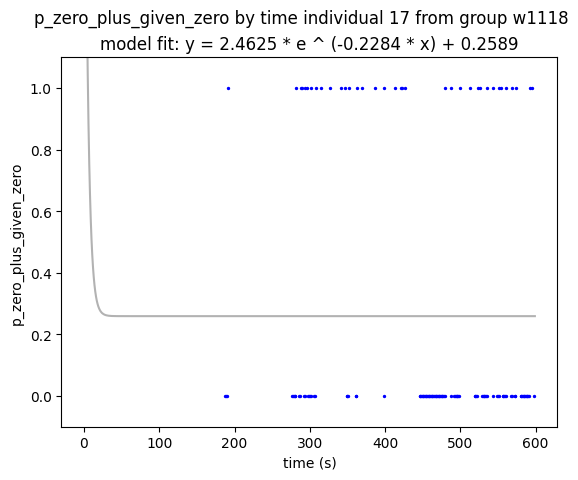 p_zero_plus_given_zero by time individual 17 from group w1118
model fit: y = 2.4625 * e ^ (-0.2284 * x) + 0.2589
1.0
0.8
0.6
0.4
0.2
0.0
p_zero_plus_given_zero
0 100 200 300 400 500 600
time (s)